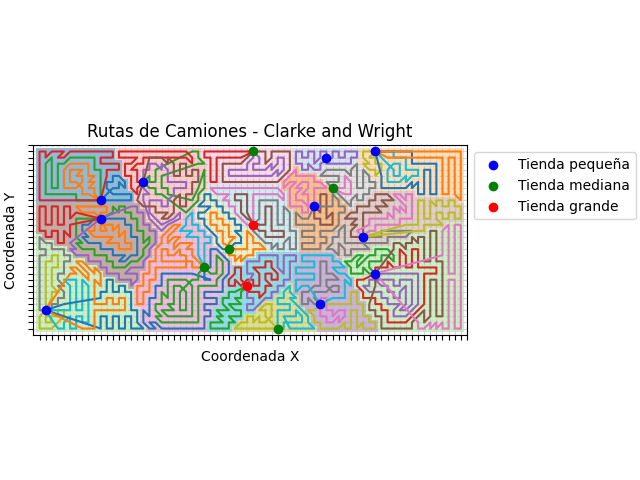 Rutas de Camiones - Clarke and Wright
Tienda pequeña
Tienda mediana
Tienda grande
Coordenada Y
Coordenada X